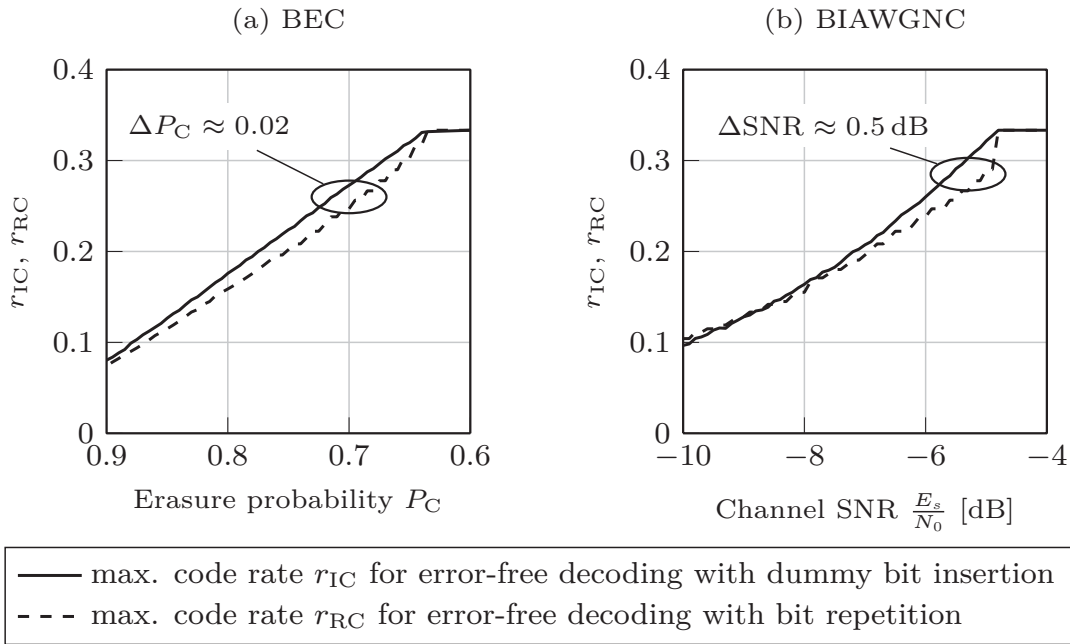 (a) BEC
0.4
0.3
0.2
0.1
0
r_IC, r_RC
ΔP_C ≈ 0.02
0.9 0.8 0.7 0.6
Erasure probability P_C
(b) BIAWGNC
0.4
0.3
0.2
0.1
0
r_IC, r_RC
ΔSNR ≈ 0.5 dB
−10 −8 −6 −4
Channel SNR E_s/N_0 [dB]
max. code rate r_IC for error-free decoding with dummy bit insertion
max. code rate r_RC for error-free decoding with bit repetition